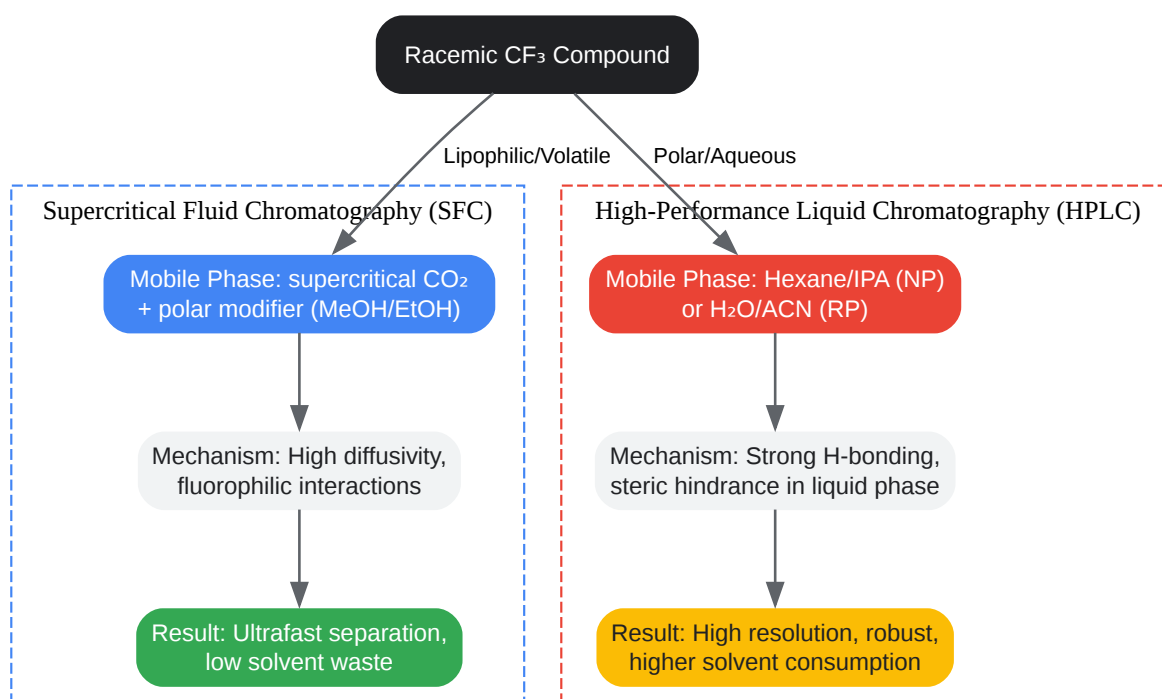 Racemic CF₃ Compound
Lipophilic/Volatile
Polar/Aqueous
Supercritical Fluid Chromatography (SFC)
Mobile Phase: supercritical CO₂
+ polar modifier (MeOH/EtOH)
Mechanism: High diffusivity,
fluorophilic interactions
Result: Ultrafast separation,
low solvent waste
High-Performance Liquid Chromatography (HPLC)
Mobile Phase: Hexane/IPA (NP)
or H₂O/ACN (RP)
Mechanism: Strong H-bonding,
steric hindrance in liquid phase
Result: High resolution, robust,
higher solvent consumption